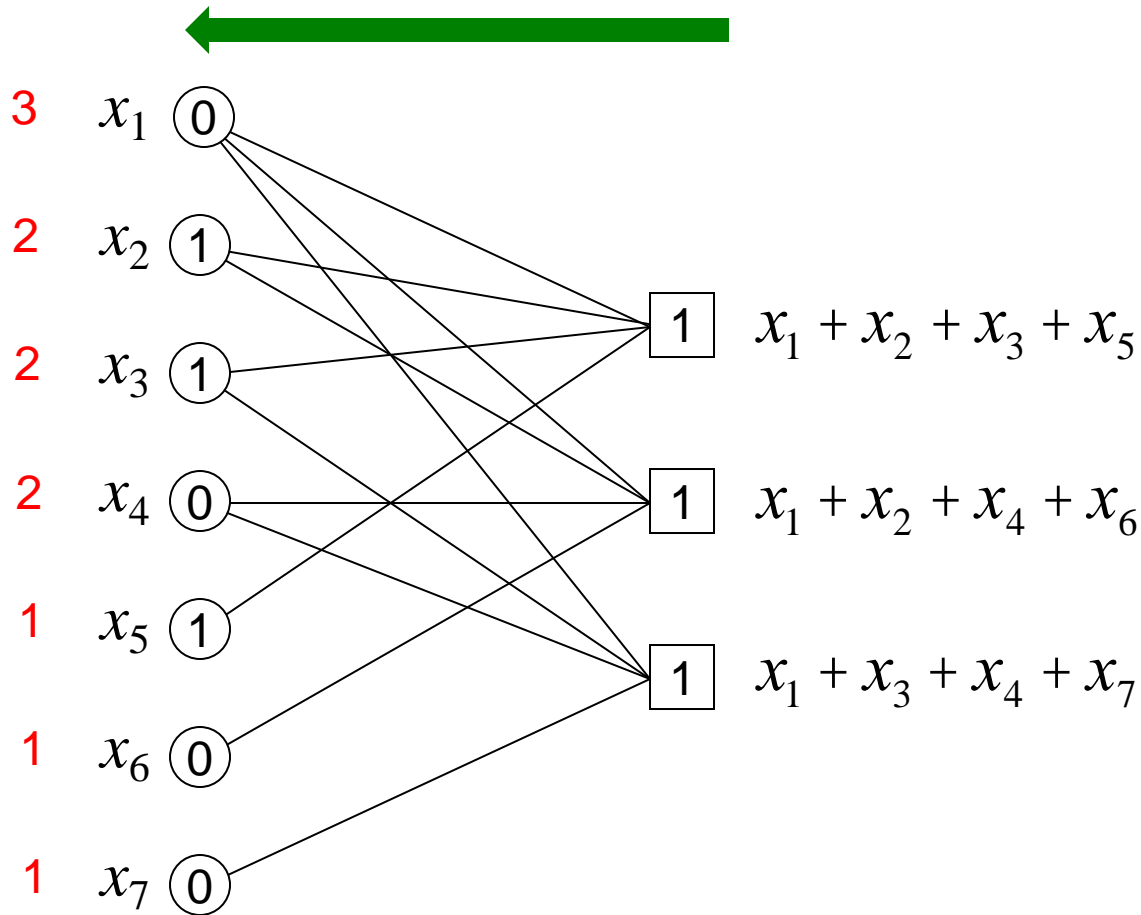 3 x₁ 0
2 x₂ 1
1 x₁ + x₂ + x₃ + x₅
2 x₃ 1
2 x₄ 0
1 x₁ + x₂ + x₄ + x₆
1 x₅ 1
1 x₁ + x₃ + x₄ + x₇
1 x₆ 0
1 x₇ 0